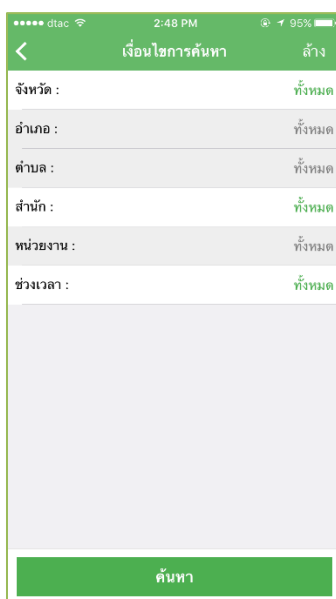 dtac 2:48 PM 95%
เงื่อนไขการค้นหา ล้าง
จังหวัด : ทั้งหมด
อำเภอ : ทั้งหมด
ตำบล : ทั้งหมด
สำนัก : ทั้งหมด
หน่วยงาน : ทั้งหมด
ช่วงเวลา : ทั้งหมด
ค้นหา